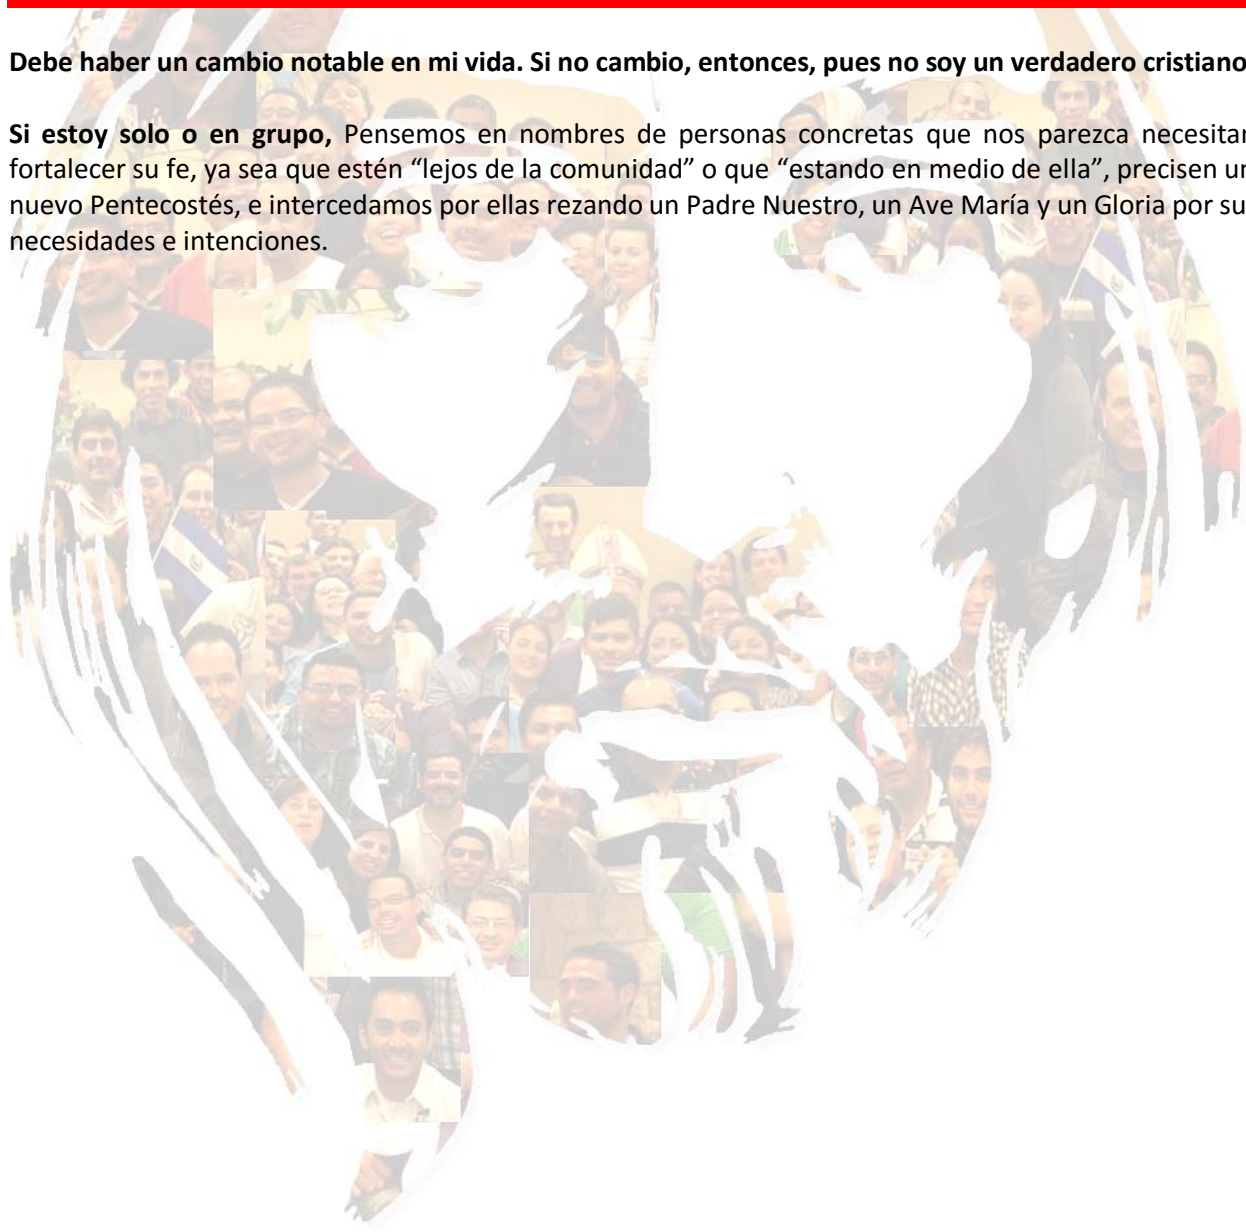 Debe haber un cambio notable en mi vida. Si no cambio, entonces, pues no soy un verdadero cristiano
Si estoy solo o en grupo, Pensemos en nombres de personas concretas que nos parezca necesitan
fortalecer su fe, ya sea que estén “lejos de la comunidad” o que “estando en medio de ella”, precisen un
nuevo Pentecostés, e intercedamos por ellas rezando un Padre Nuestro, un Ave María y un Gloria por su
necesidades e intenciones.